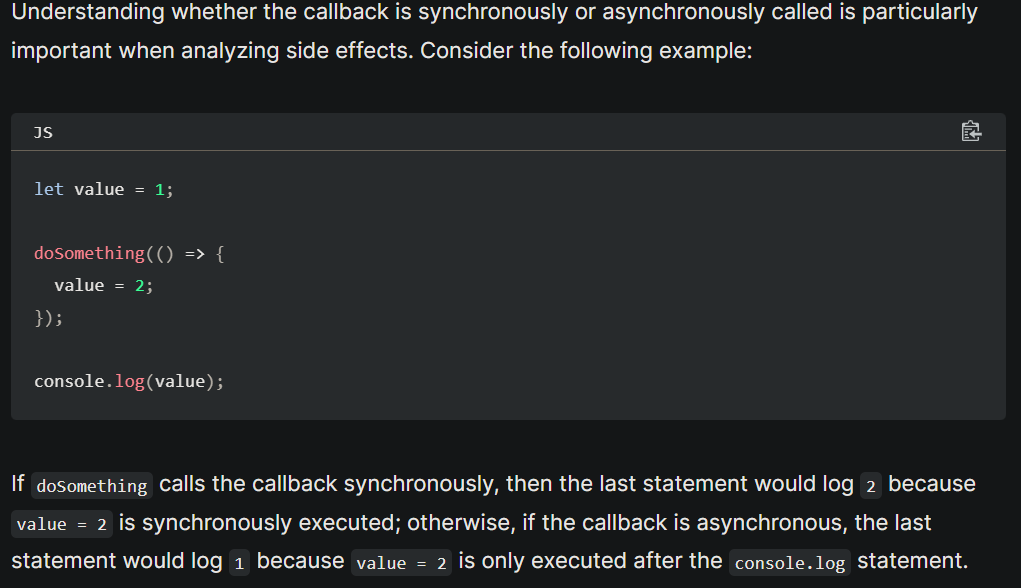 Understanding whether the callback is synchronously or asynchronously called is particularly
important when analyzing side effects. Consider the following example:
JS
let value = 1;
doSomething(() => {
  value = 2;
});
console.log(value);
If doSomething calls the callback synchronously, then the last statement would log 2 because
value = 2 is synchronously executed; otherwise, if the callback is asynchronous, the last
statement would log 1 because value = 2 is only executed after the console.log statement.